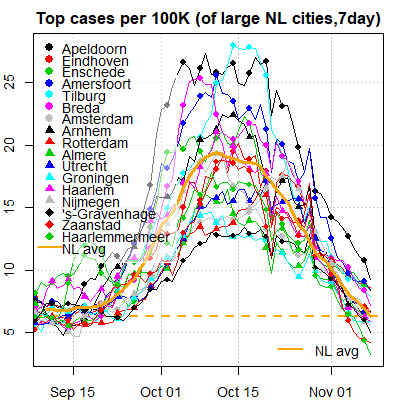 Top cases per 100K (of large NL cities,7day)
Apeldoorn
Eindhoven
Enschede
Amersfoort
Tilburg
Breda
Amsterdam
Arnhem
Rotterdam
Almere
Utrecht
Groningen
Haarlem
Nijmegen
's-Gravenhage
Zaanstad
Haarlemmermeer
NL avg
NL avg
25
20
15
10
5
Sep 15
Oct 01
Oct 15
Nov 01